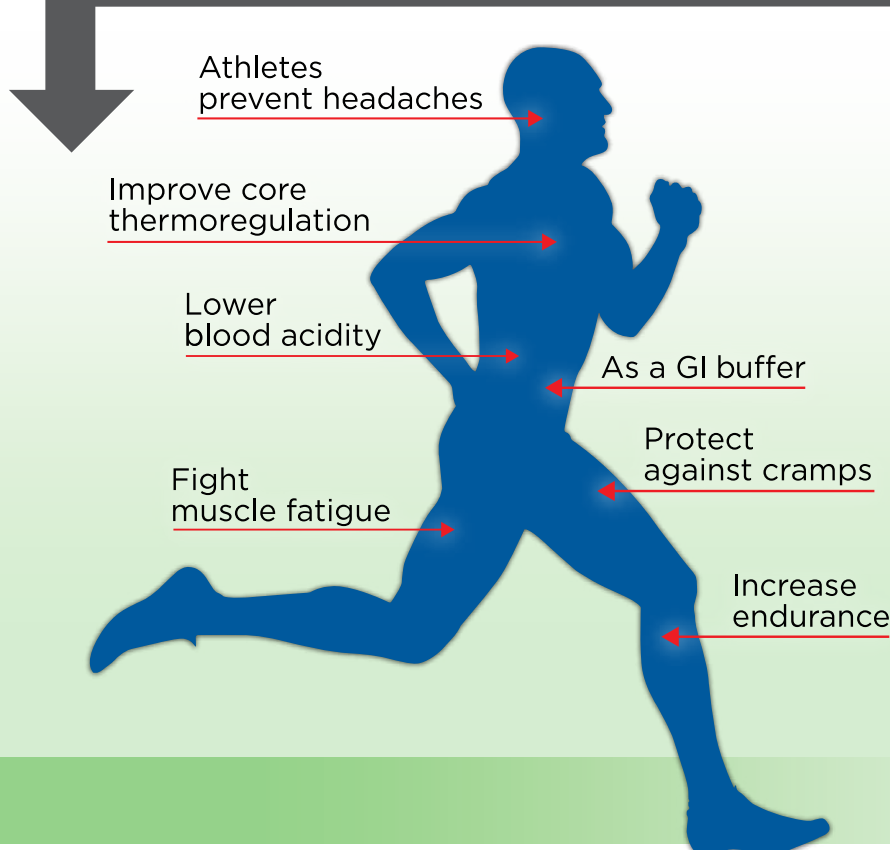 Athletes
prevent headaches
Improve core
thermoregulation
Lower
blood acidity
As a GI buffer
Protect
against cramps
Fight
muscle fatigue
Increase
endurance